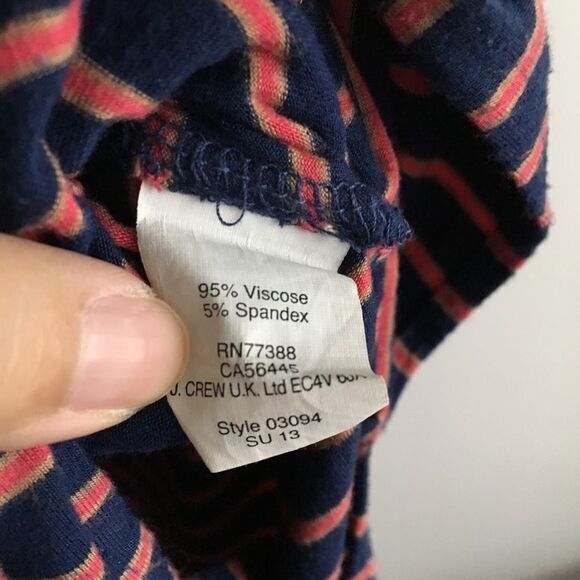 95% Viscose
5% Spandex
RN77388
CA56445
J. CREW U.K. Ltd EC4V
Style 03094
SU 13